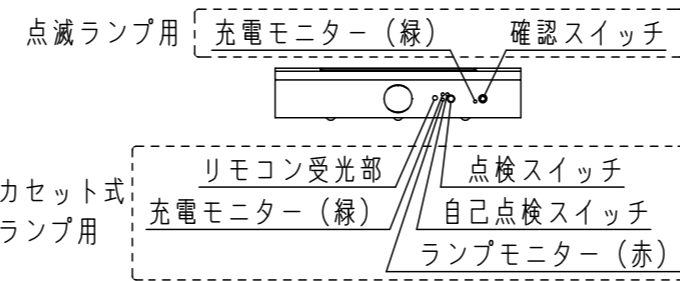 点滅ランプ用
充電モニター（緑） 確認スイッチ
カセット式
ランプ用
リモコン受光部 点検スイッチ
充電モニター（緑） 自己点検スイッチ
ランプモニター（赤）